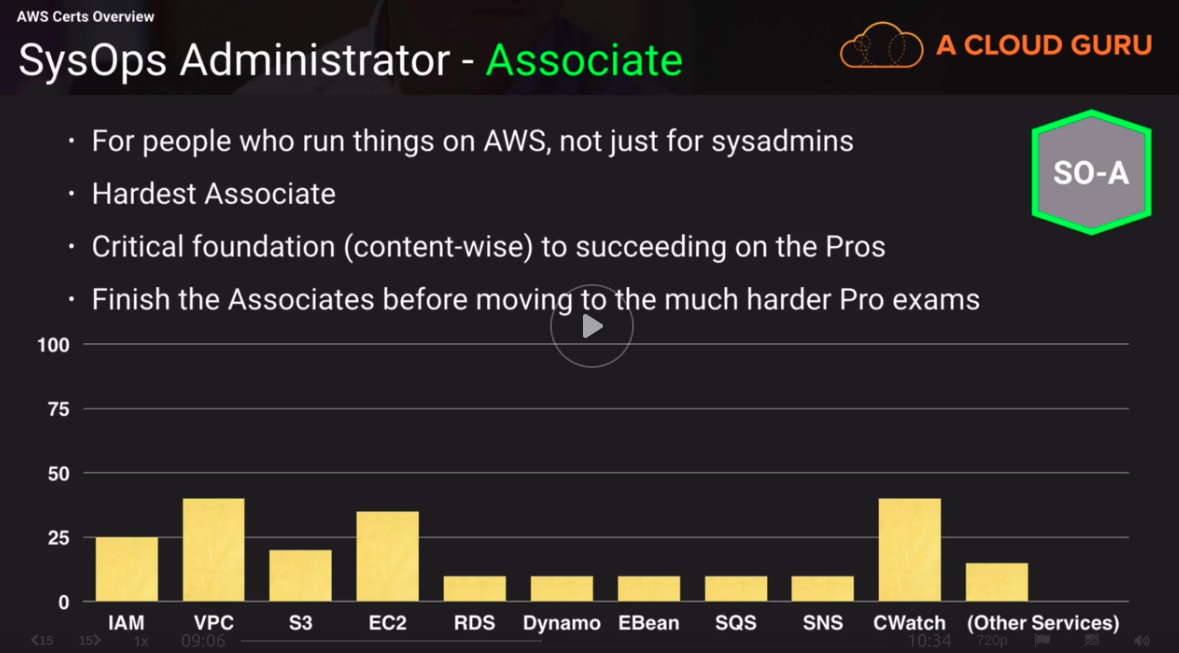 AWS Certs Overview
SysOps Administrator - Associate
A CLOUD GURU
• For people who run things on AWS, not just for sysadmins
SO-A
• Hardest Associate
• Critical foundation (content-wise) to succeeding on the Pros
• Finish the Associates before moving to the much harder Pro exams
100
75
50
25
0
IAM VPC S3 EC2 RDS Dynamo EBean SQS SNS CWatch (Other Services)
15 15 1x 09:06 10:34 720p